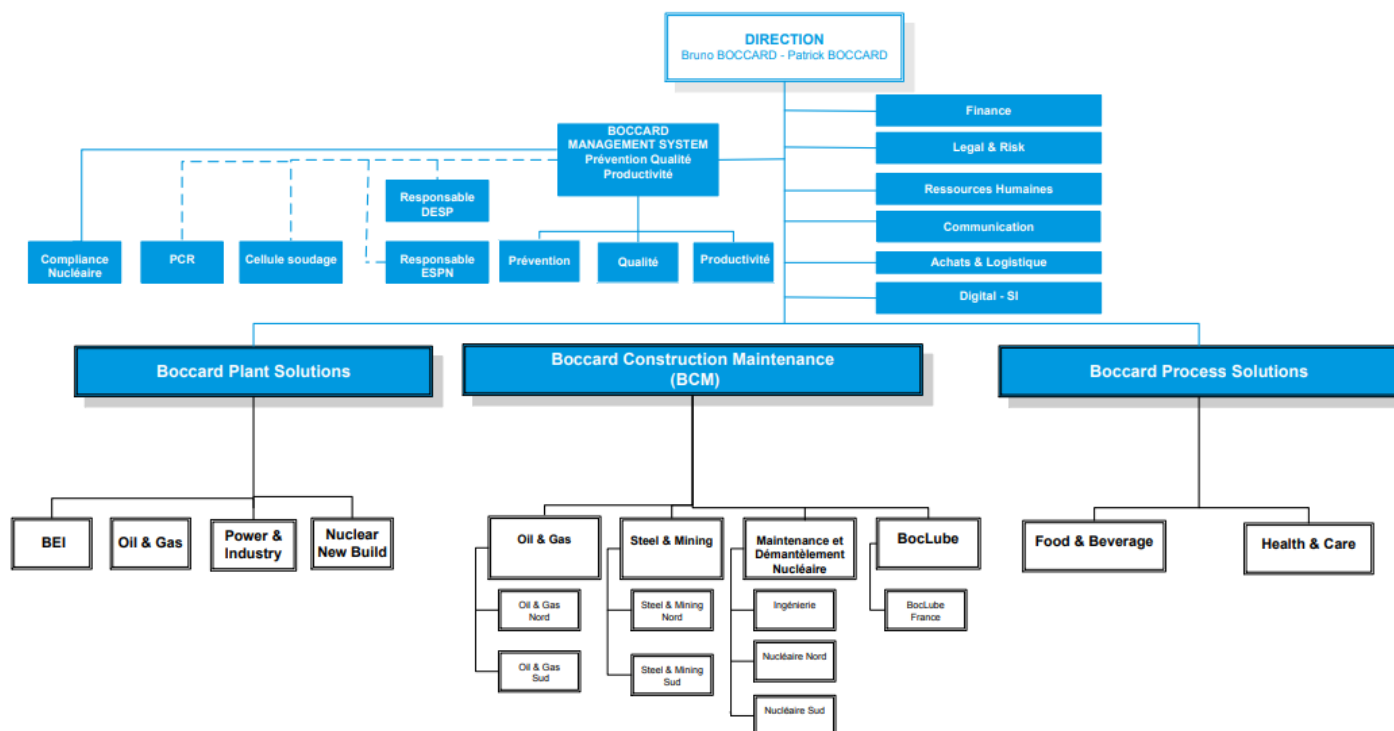 DIRECTION
Bruno BOCCARD - Patrick BOCCARD
Finance
BOCCARD
MANAGEMENT SYSTEM
Prévention Qualité
Productivité
Legal & Risk
Ressources Humaines
Responsable
DESP
Communication
Compliance
Nucléaire
PCR
Cellule soudage
Responsable
ESPN
Prévention
Qualité
Productivité
Achats & Logistique
Digital - SI
Boccard Plant Solutions
Boccard Construction Maintenance
(BCM)
Boccard Process Solutions
BEI
Oil & Gas
Power &
Industry
Nuclear
New Build
Oil & Gas
Steel & Mining
Maintenance et
Démantèlement
Nucléaire
BocLube
Food & Beverage
Health & Care
Oil & Gas
Nord
Steel & Mining
Nord
Ingénierie
BocLube
France
Oil & Gas
Sud
Steel & Mining
Sud
Nucléaire Nord
Nucléaire Sud